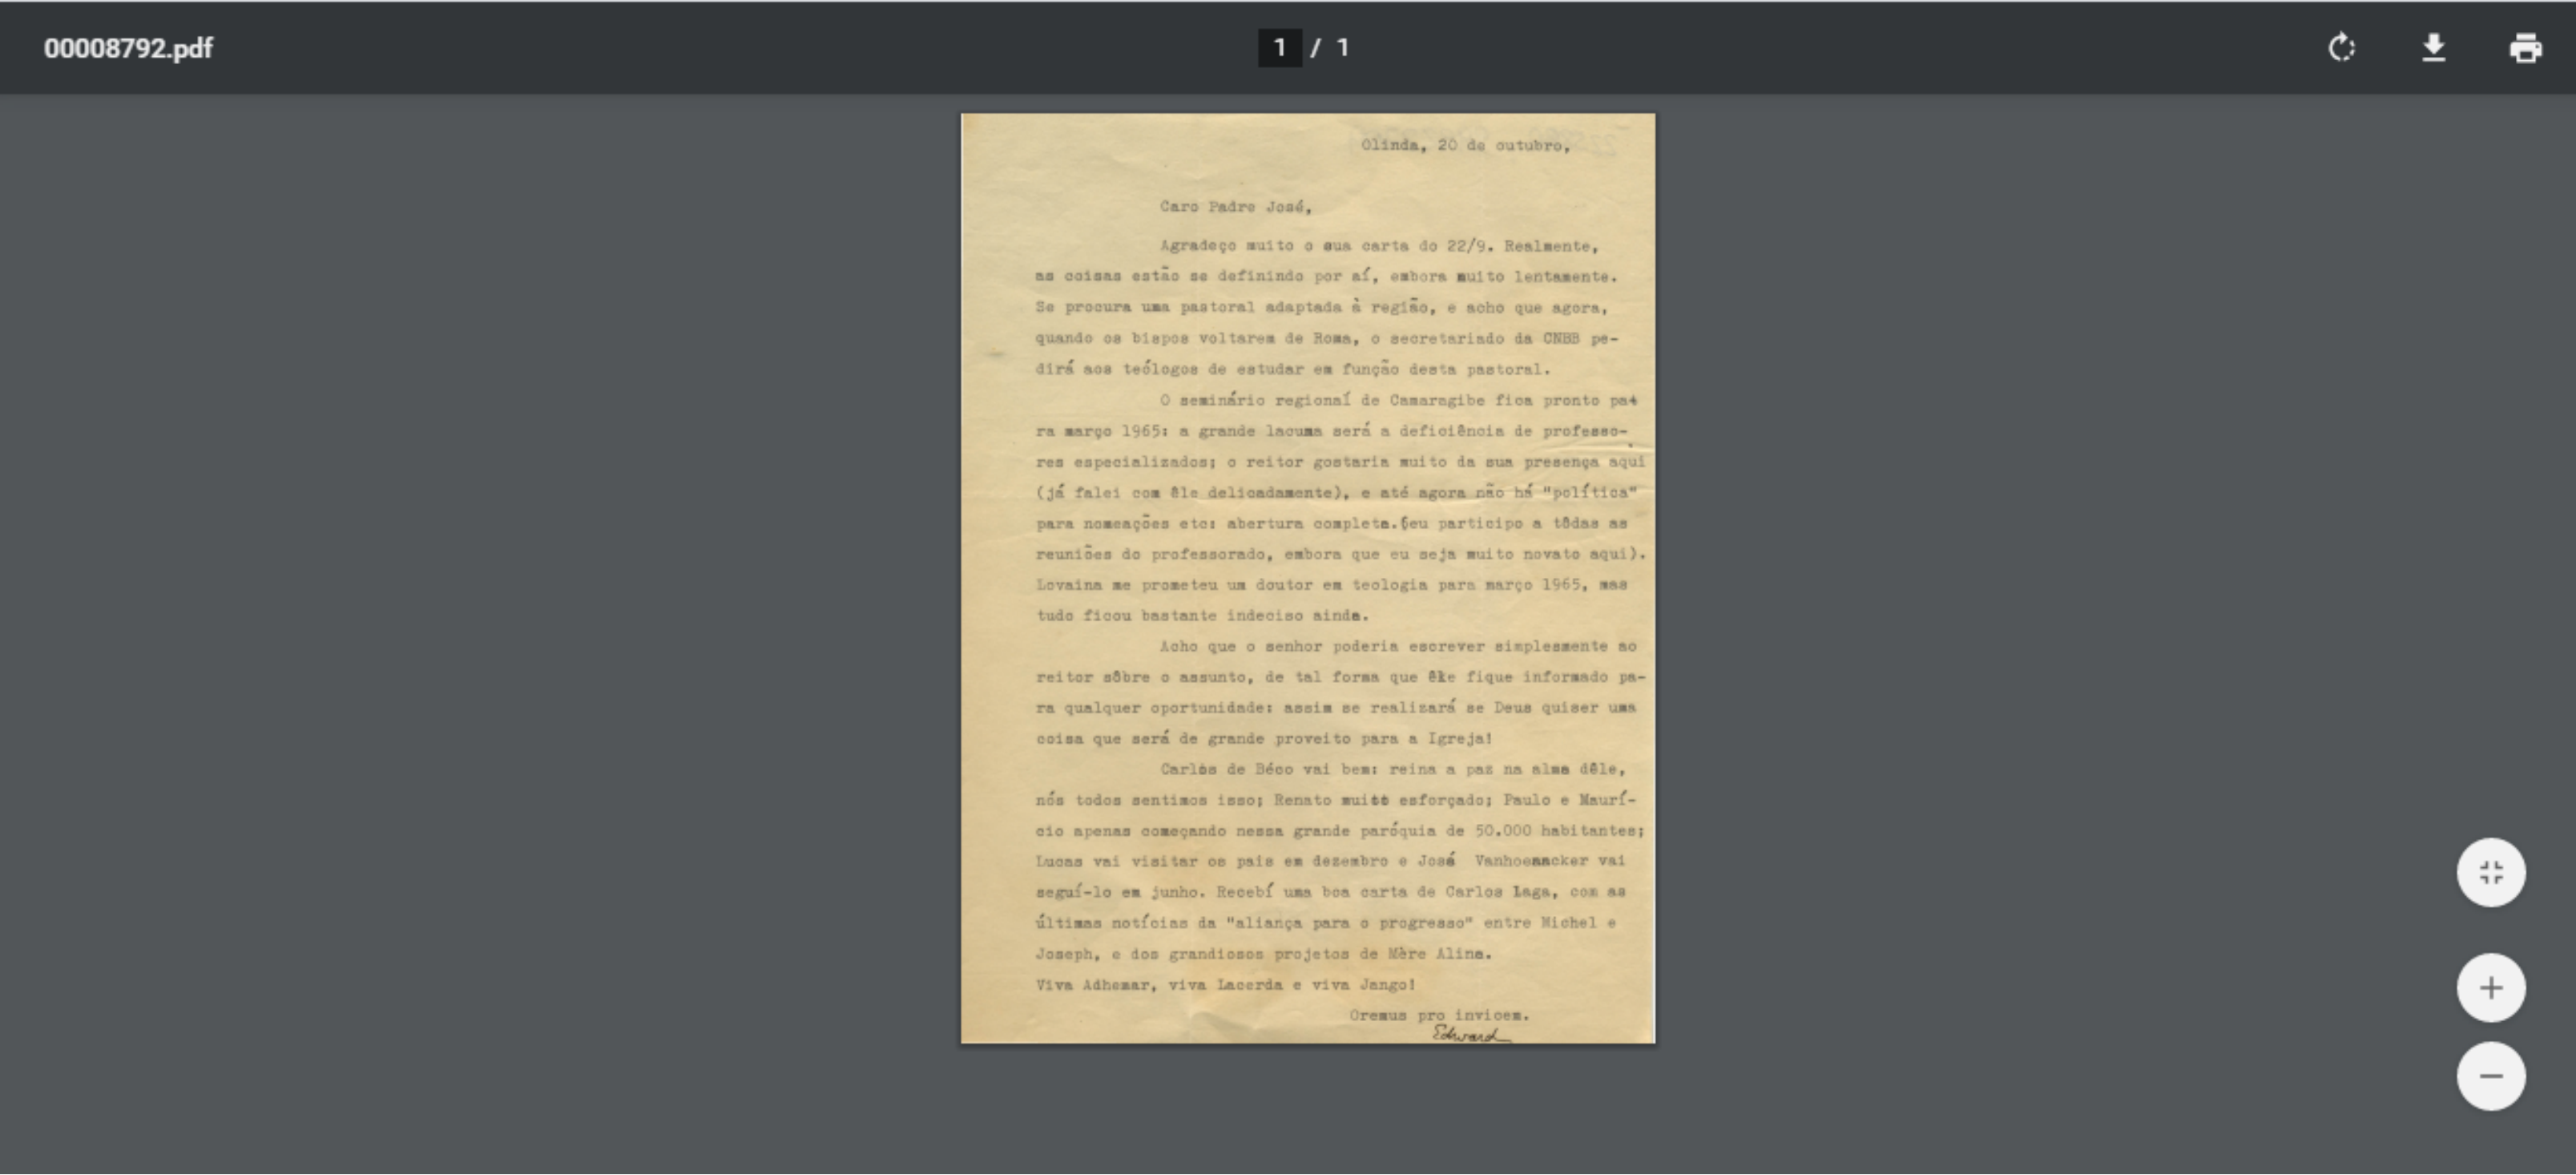 00008792.pdf
1 / 1
Olinda, 20 de outubro,
Caro Padre José,
Agradeço muito o sua carta do 22/9. Realmente,
as coisas estão se definindo por aí, embora muito lentamente.
Se procura uma pastoral adaptada à região, e acho que agora,
quando os bispos voltarem de Roma, o secretariado da CNBB pe-
dirá aos teólogos de estudar em função desta pastoral.
O seminário regionaí de Camaragibe fica pronto pa
ra março 1965: a grande lacuma será a deficiência de professo-
res especializados; o reitor gostaria muito da sua presença aqui
(já falei com êle delicadamente), e até agora não há "política"
para nomeações etc: abertura completa.(eu participo a tôdas as
reuniões do professorado, embora que eu seja muito novato aqui).
Lovaina me prometeu um doutor em teologia para março 1965, mas
tudo ficou bastante indeciso ainda.
Acho que o senhor poderia escrever simplesmente ao
reitor sôbre o assunto, de tal forma que êle fique informado pa-
ra qualquer oportunidade: assim se realizará se Deus quiser uma
coisa que será de grande proveito para a Igreja!
Carlos de Béco vai bem: reina a paz na alma dêle,
nós todos sentimos isso; Renato muito esforçado; Paulo e Maurí-
cio apenas começando nessa grande paróquia de 50.000 habitantes;
Lucas vai visitar os pais em dezembro e José Vanhoenacker vai
seguí-lo em junho. Recebí uma boa carta de Carlos Laga, com as
últimas notícias da "aliança para o progresso" entre Michel e
Joseph, e dos grandiosos projetos de Mère Aline.
Viva Adhemar, viva Lacerda e viva Jango!
Oremus pro invicem.
Edward